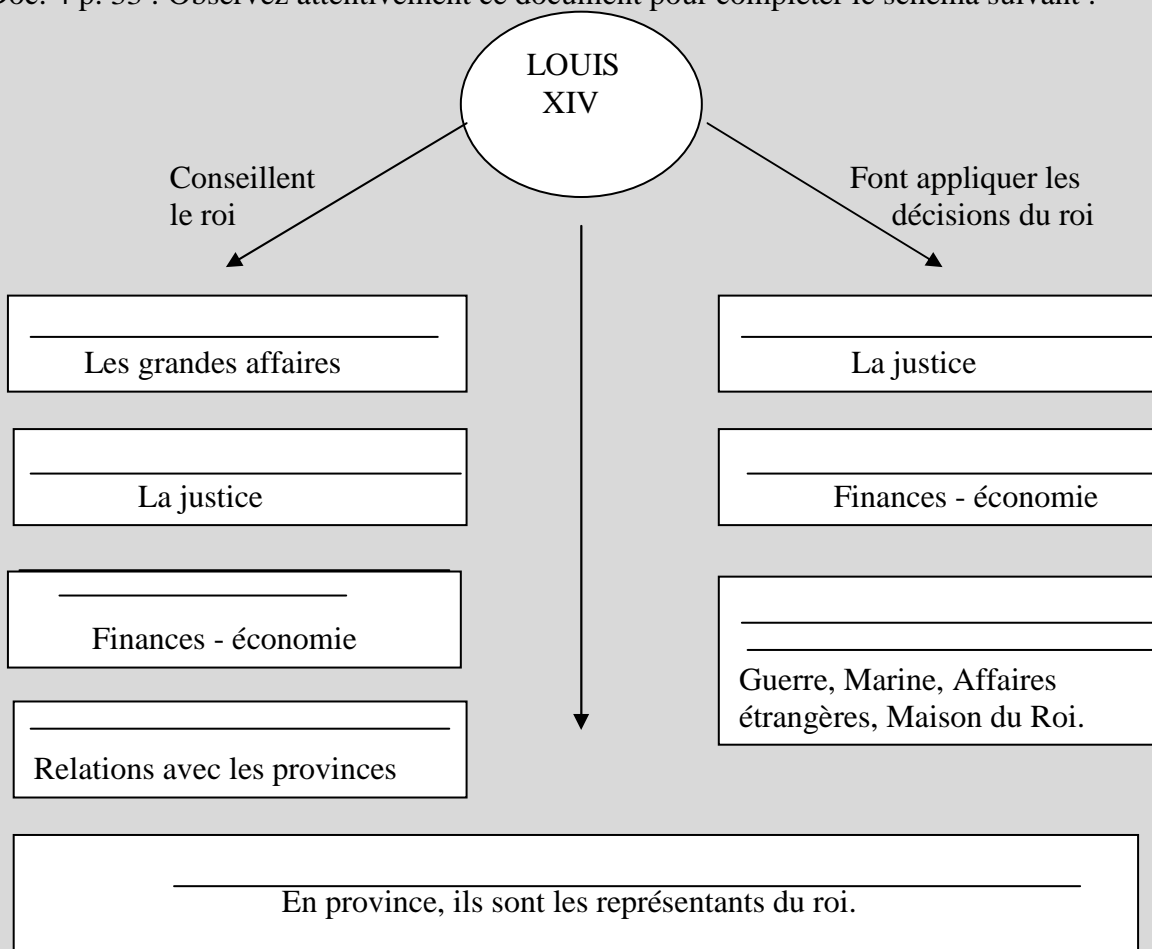 Doc. 4 p. 33 : Observez attentivement ce document pour compléter le schéma suivant :
LOUIS
XIV
Conseillent
le roi
Font appliquer les
décisions du roi
Les grandes affaires
La justice
La justice
Finances - économie
Finances - économie
Guerre, Marine, Affaires
étrangères, Maison du Roi.
Relations avec les provinces
En province, ils sont les représentants du roi.